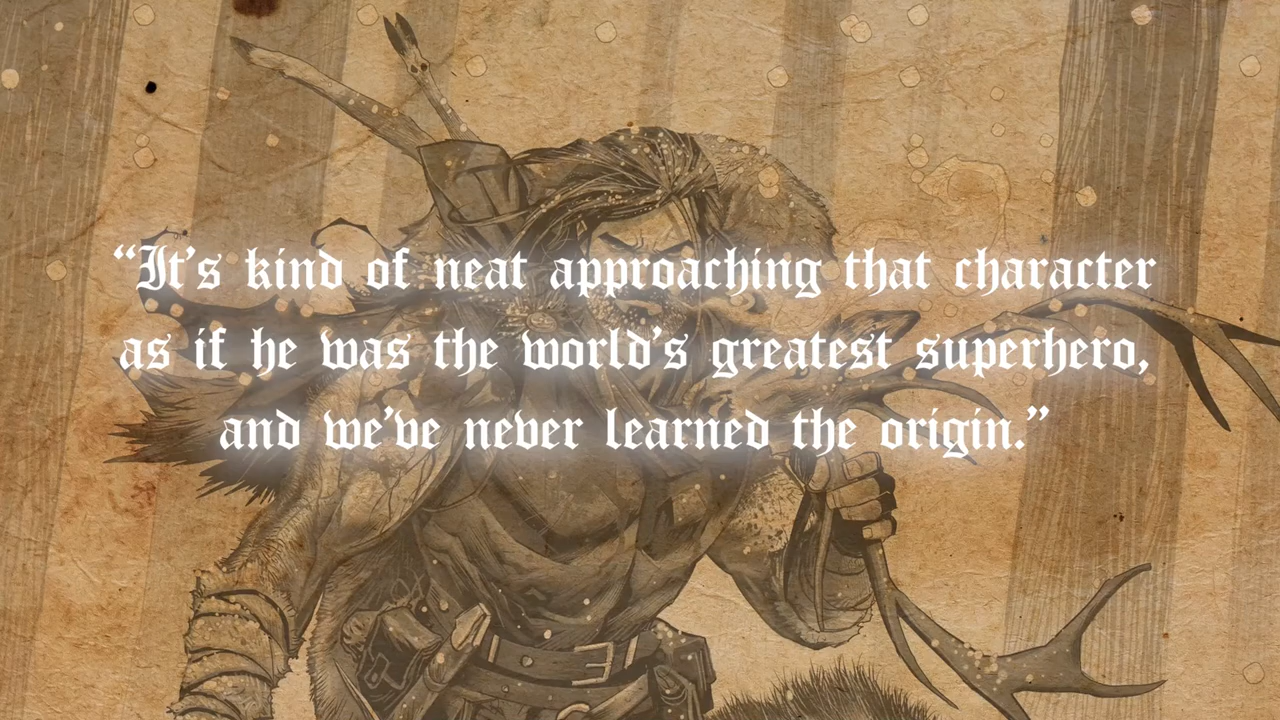 “It’s kind of neat approaching that character
as if he was the world’s greatest superhero,
and we’ve never learned the origin.”